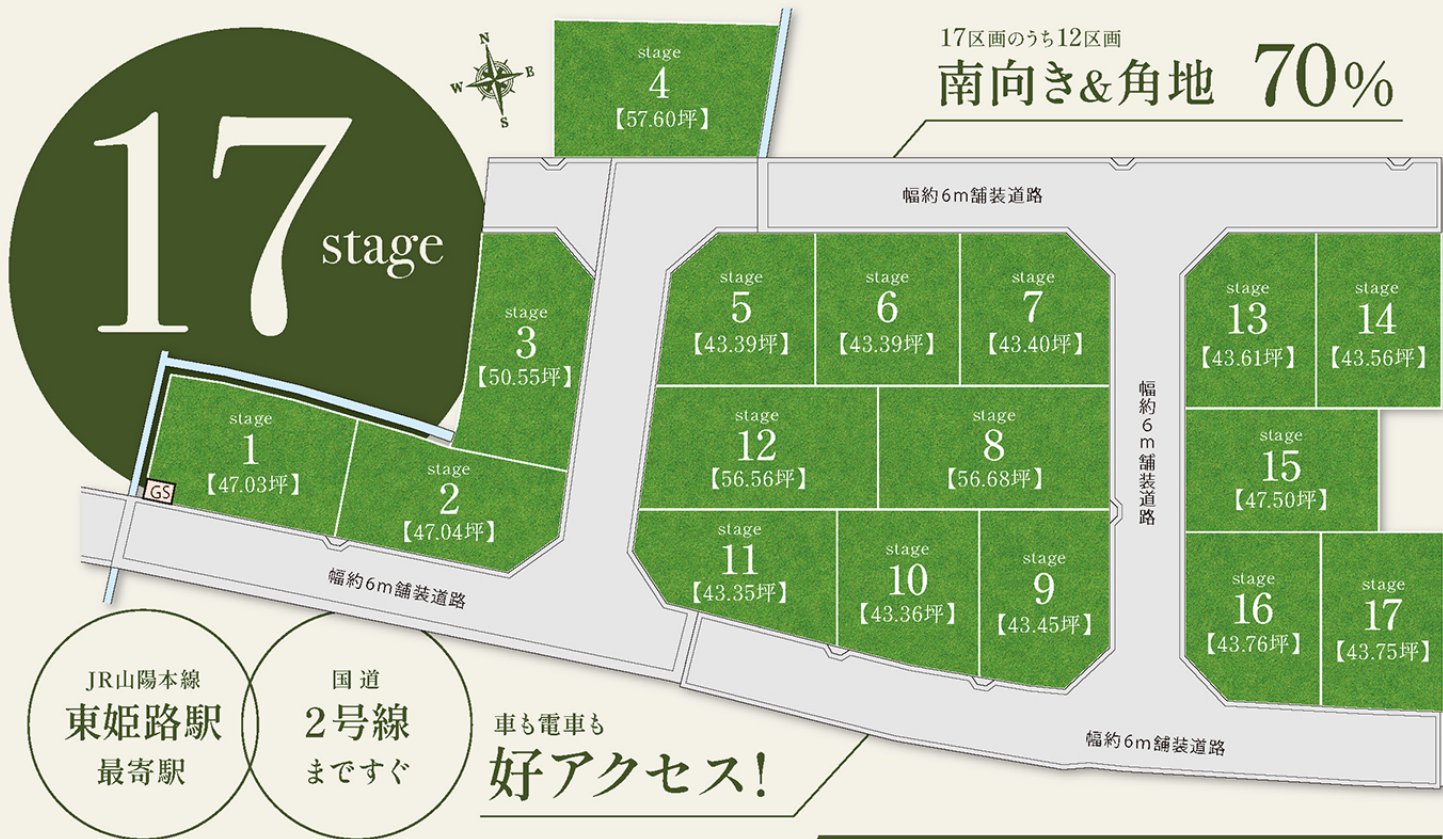 17
stage
N
W
E
S
17区画のうち12区画
南向き&角地 70%
stage
4
【57.60坪】
幅約6m舗装道路
stage
3
【50.55坪】
stage
5
【43.39坪】
stage
6
【43.39坪】
stage
7
【43.40坪】
stage
13
【43.61坪】
stage
14
【43.56坪】
stage
1
【47.03坪】
GS
stage
2
【47.04坪】
stage
12
【56.56坪】
stage
8
【56.68坪】
幅約6m舗装道路
stage
15
【47.50坪】
stage
11
【43.35坪】
stage
10
【43.36坪】
stage
9
【43.45坪】
stage
16
【43.76坪】
stage
17
【43.75坪】
幅約6m舗装道路
幅約6m舗装道路
JR山陽本線
東姫路駅
最寄駅
国道
2号線
まですぐ
車も電車も
好アクセス!